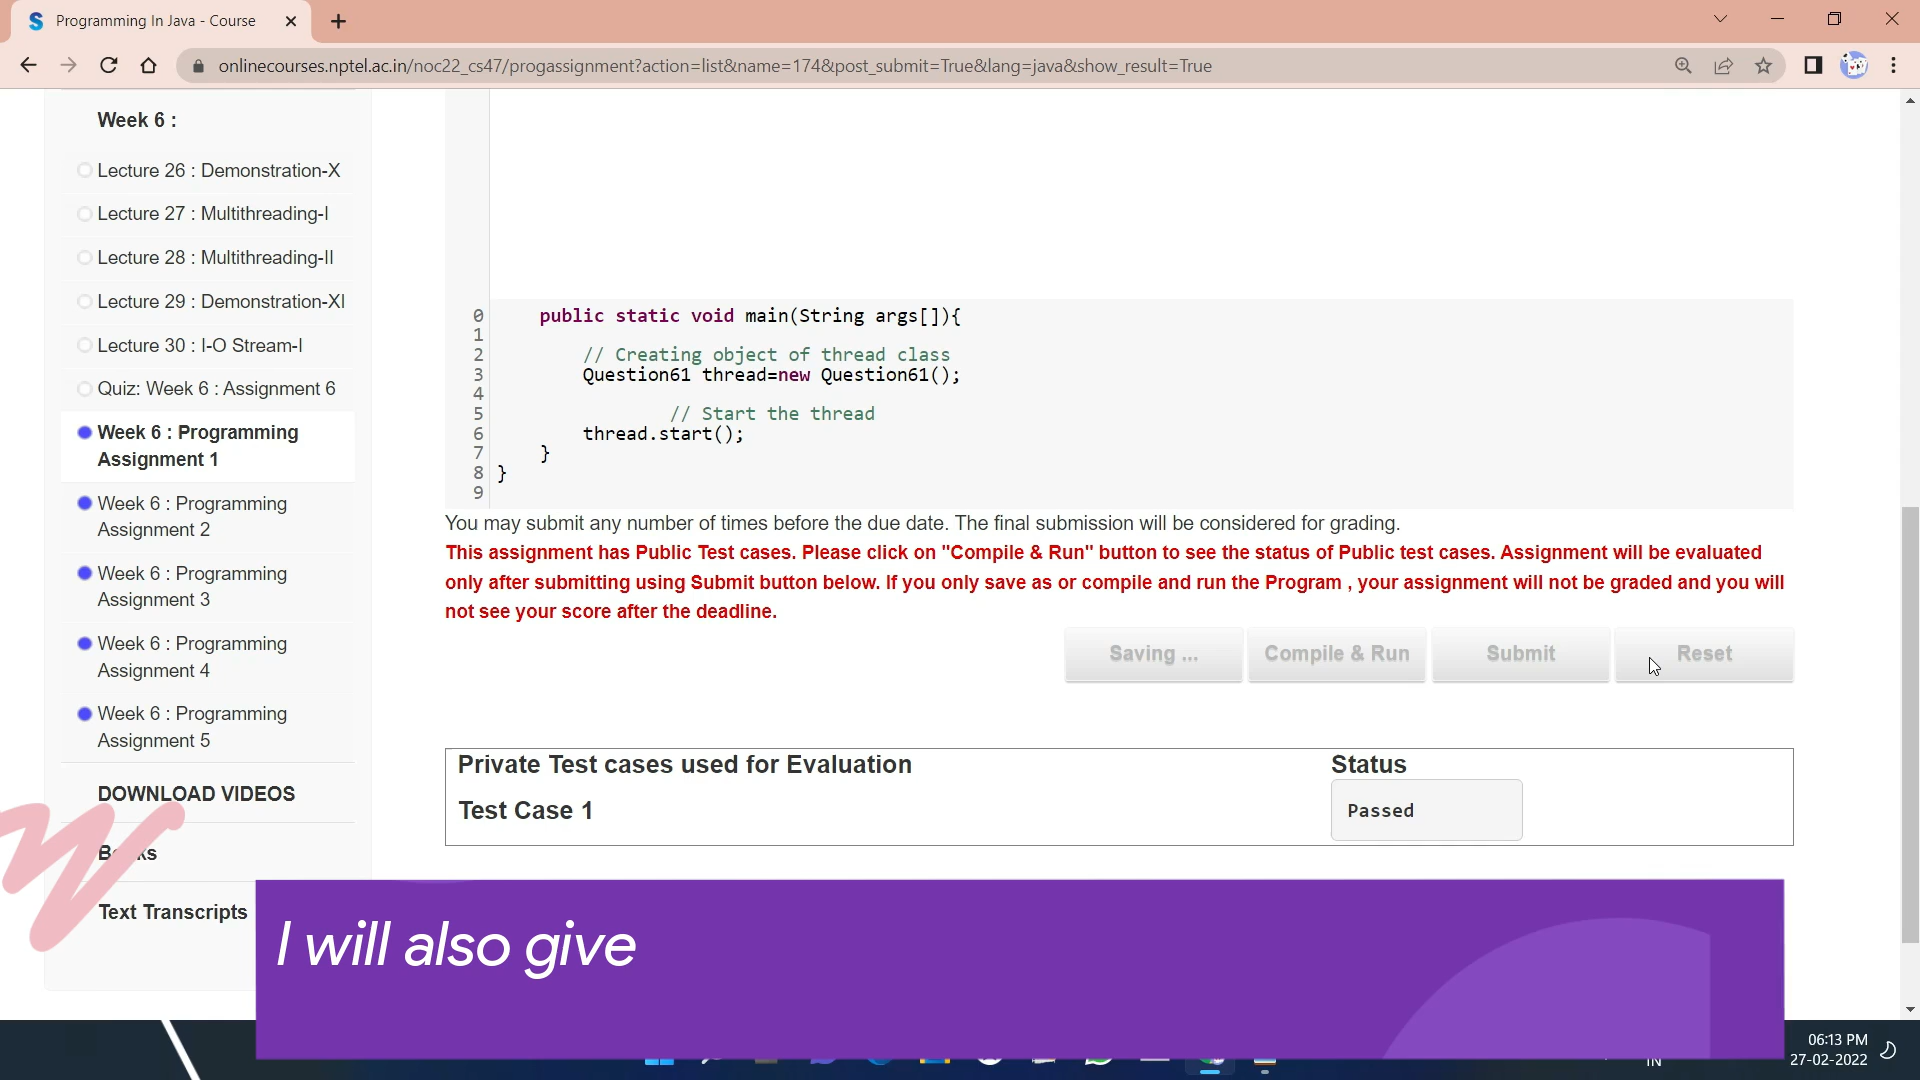 Programming In Java - Course
onlinecourses.nptel.ac.in/noc22_cs47/progassignment?action=list&name=174&post_submit=True&lang=java&show_result=True
Week 6 :
Lecture 26 : Demonstration-X
Lecture 27 : Multithreading-I
Lecture 28 : Multithreading-II
Lecture 29 : Demonstration-XI
Lecture 30 : I-O Stream-I
Quiz: Week 6 : Assignment 6
Week 6 : Programming
Assignment 1
Week 6 : Programming
Assignment 2
Week 6 : Programming
Assignment 3
Week 6 : Programming
Assignment 4
Week 6 : Programming
Assignment 5
DOWNLOAD VIDEOS
Text Transcripts
0 public static void main(String args[]){
1
2 // Creating object of thread class
3 Question61 thread=new Question61();
4
5 // Start the thread
6 thread.start();
7 }
8 }
9
You may submit any number of times before the due date. The final submission will be considered for grading.
This assignment has Public Test cases. Please click on "Compile & Run" button to see the status of Public test cases. Assignment will be evaluated
only after submitting using Submit button below. If you only save as or compile and run the Program , your assignment will not be graded and you will
not see your score after the deadline.
Saving ... Compile & Run Submit Reset
Private Test cases used for Evaluation Status
Test Case 1 Passed
I will also give
06:13 PM
IN 27-02-2022